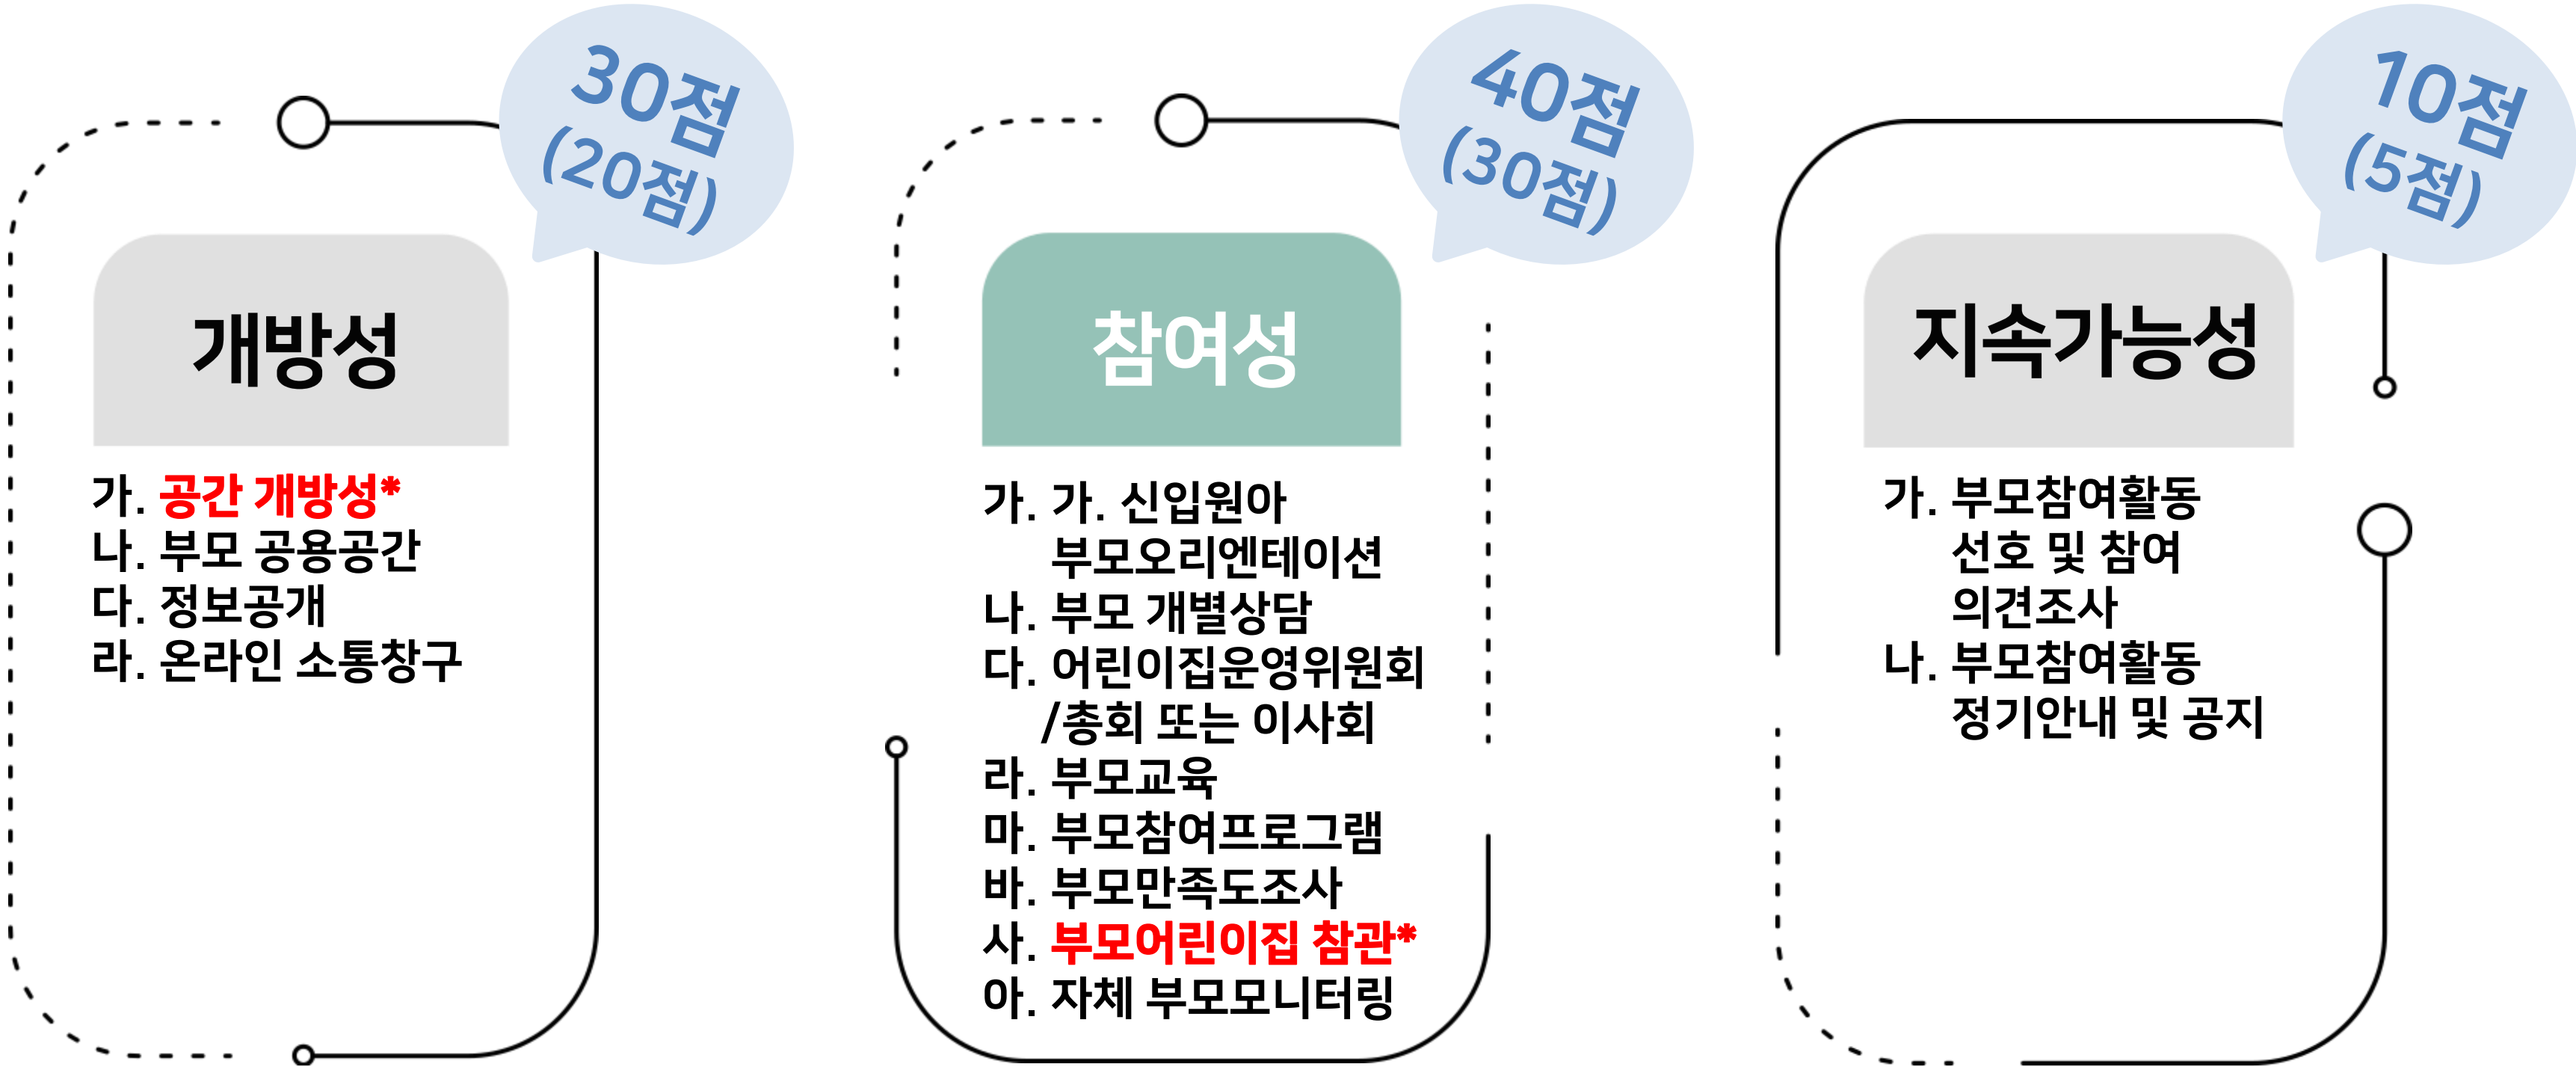 30점
(20점)
개방성
가. 공간 개방성*
나. 부모 공용공간
다. 정보공개
라. 온라인 소통창구
40점
(30점)
참여성
가. 가. 신입원아
부모오리엔테이션
나. 부모 개별상담
다. 어린이집운영위원회
/총회 또는 이사회
라. 부모교육
마. 부모참여프로그램
바. 부모만족도조사
사. 부모어린이집 참관*
아. 자체 부모모니터링
10점
(5점)
지속가능성
가. 부모참여활동
선호 및 참여
의견조사
나. 부모참여활동
정기안내 및 공지